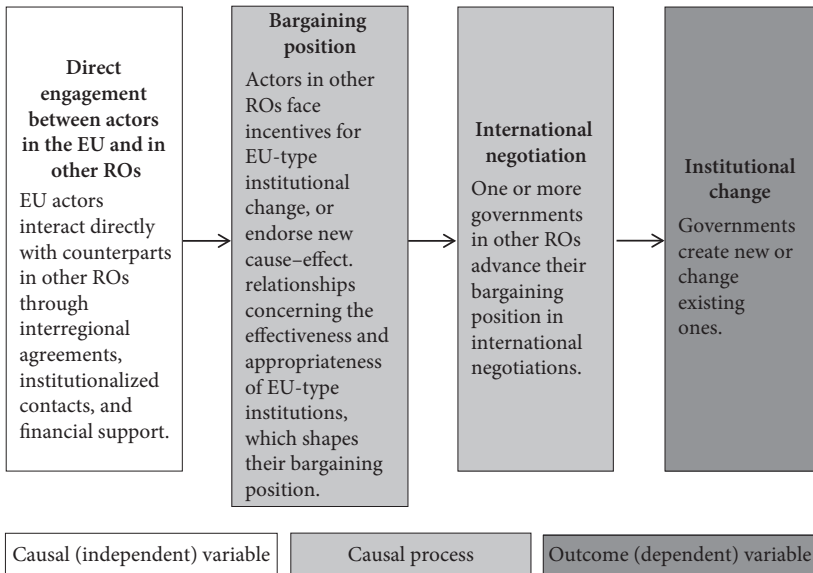 Direct
engagement
between actors
in the EU and in
other ROs
EU actors
interact directly
with counterparts
in other ROs
through
interregional
agreements,
institutionalized
contacts, and
financial support.
Bargaining
position
Actors in other
ROs face
incentives for
EU-type
institutional
change, or
endorse new
cause–effect.
relationships
concerning the
effectiveness and
appropriateness
of EU-type
institutions,
which shapes
their bargaining
position.
International
negotiation
One or more
governments
in other ROs
advance their
bargaining
position in
international
negotiations.
Institutional
change
Governments
create new or
change
existing
ones.
Causal (independent) variable
Causal process
Outcome (dependent) variable